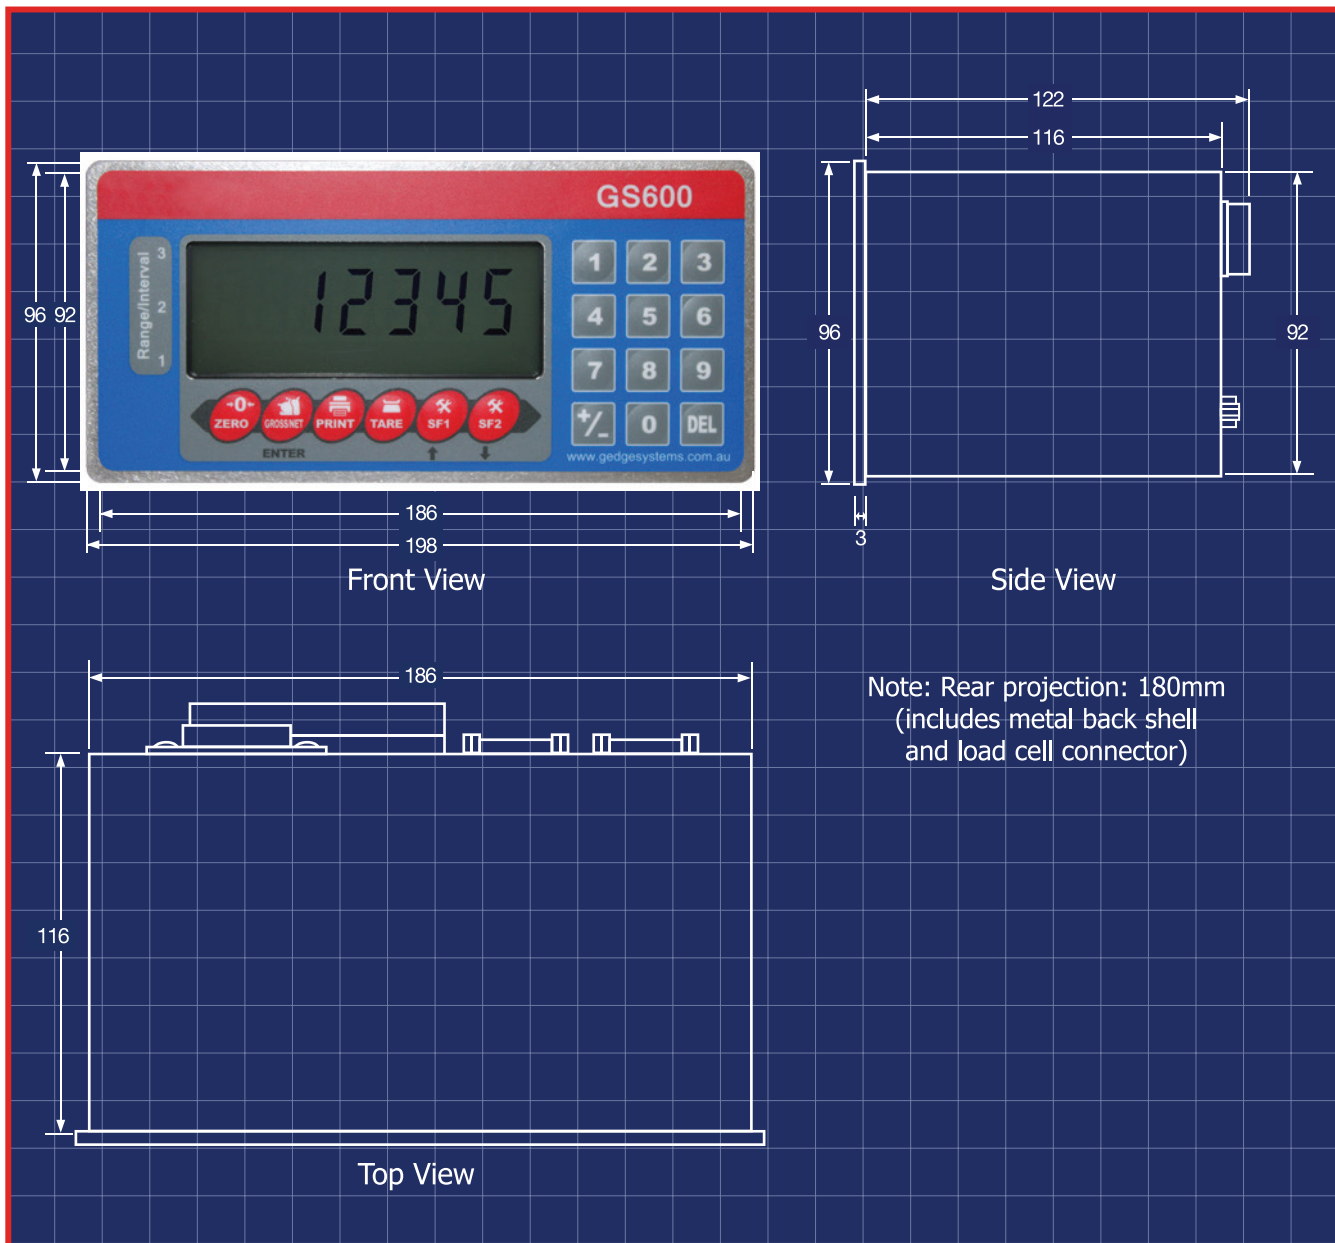 122
116
GS600
Range/Interval
3
2
1
12345
1 2 3
4 5 6
7 8 9
+/- 0 DEL
→0←
ZERO GROSSNET PRINT TARE SF1 SF2
ENTER
www.gedgesystems.com.au
96 92
96
92
186
198
3
Front View
Side View
186
Note: Rear projection: 180mm
(includes metal back shell
and load cell connector)
116
Top View